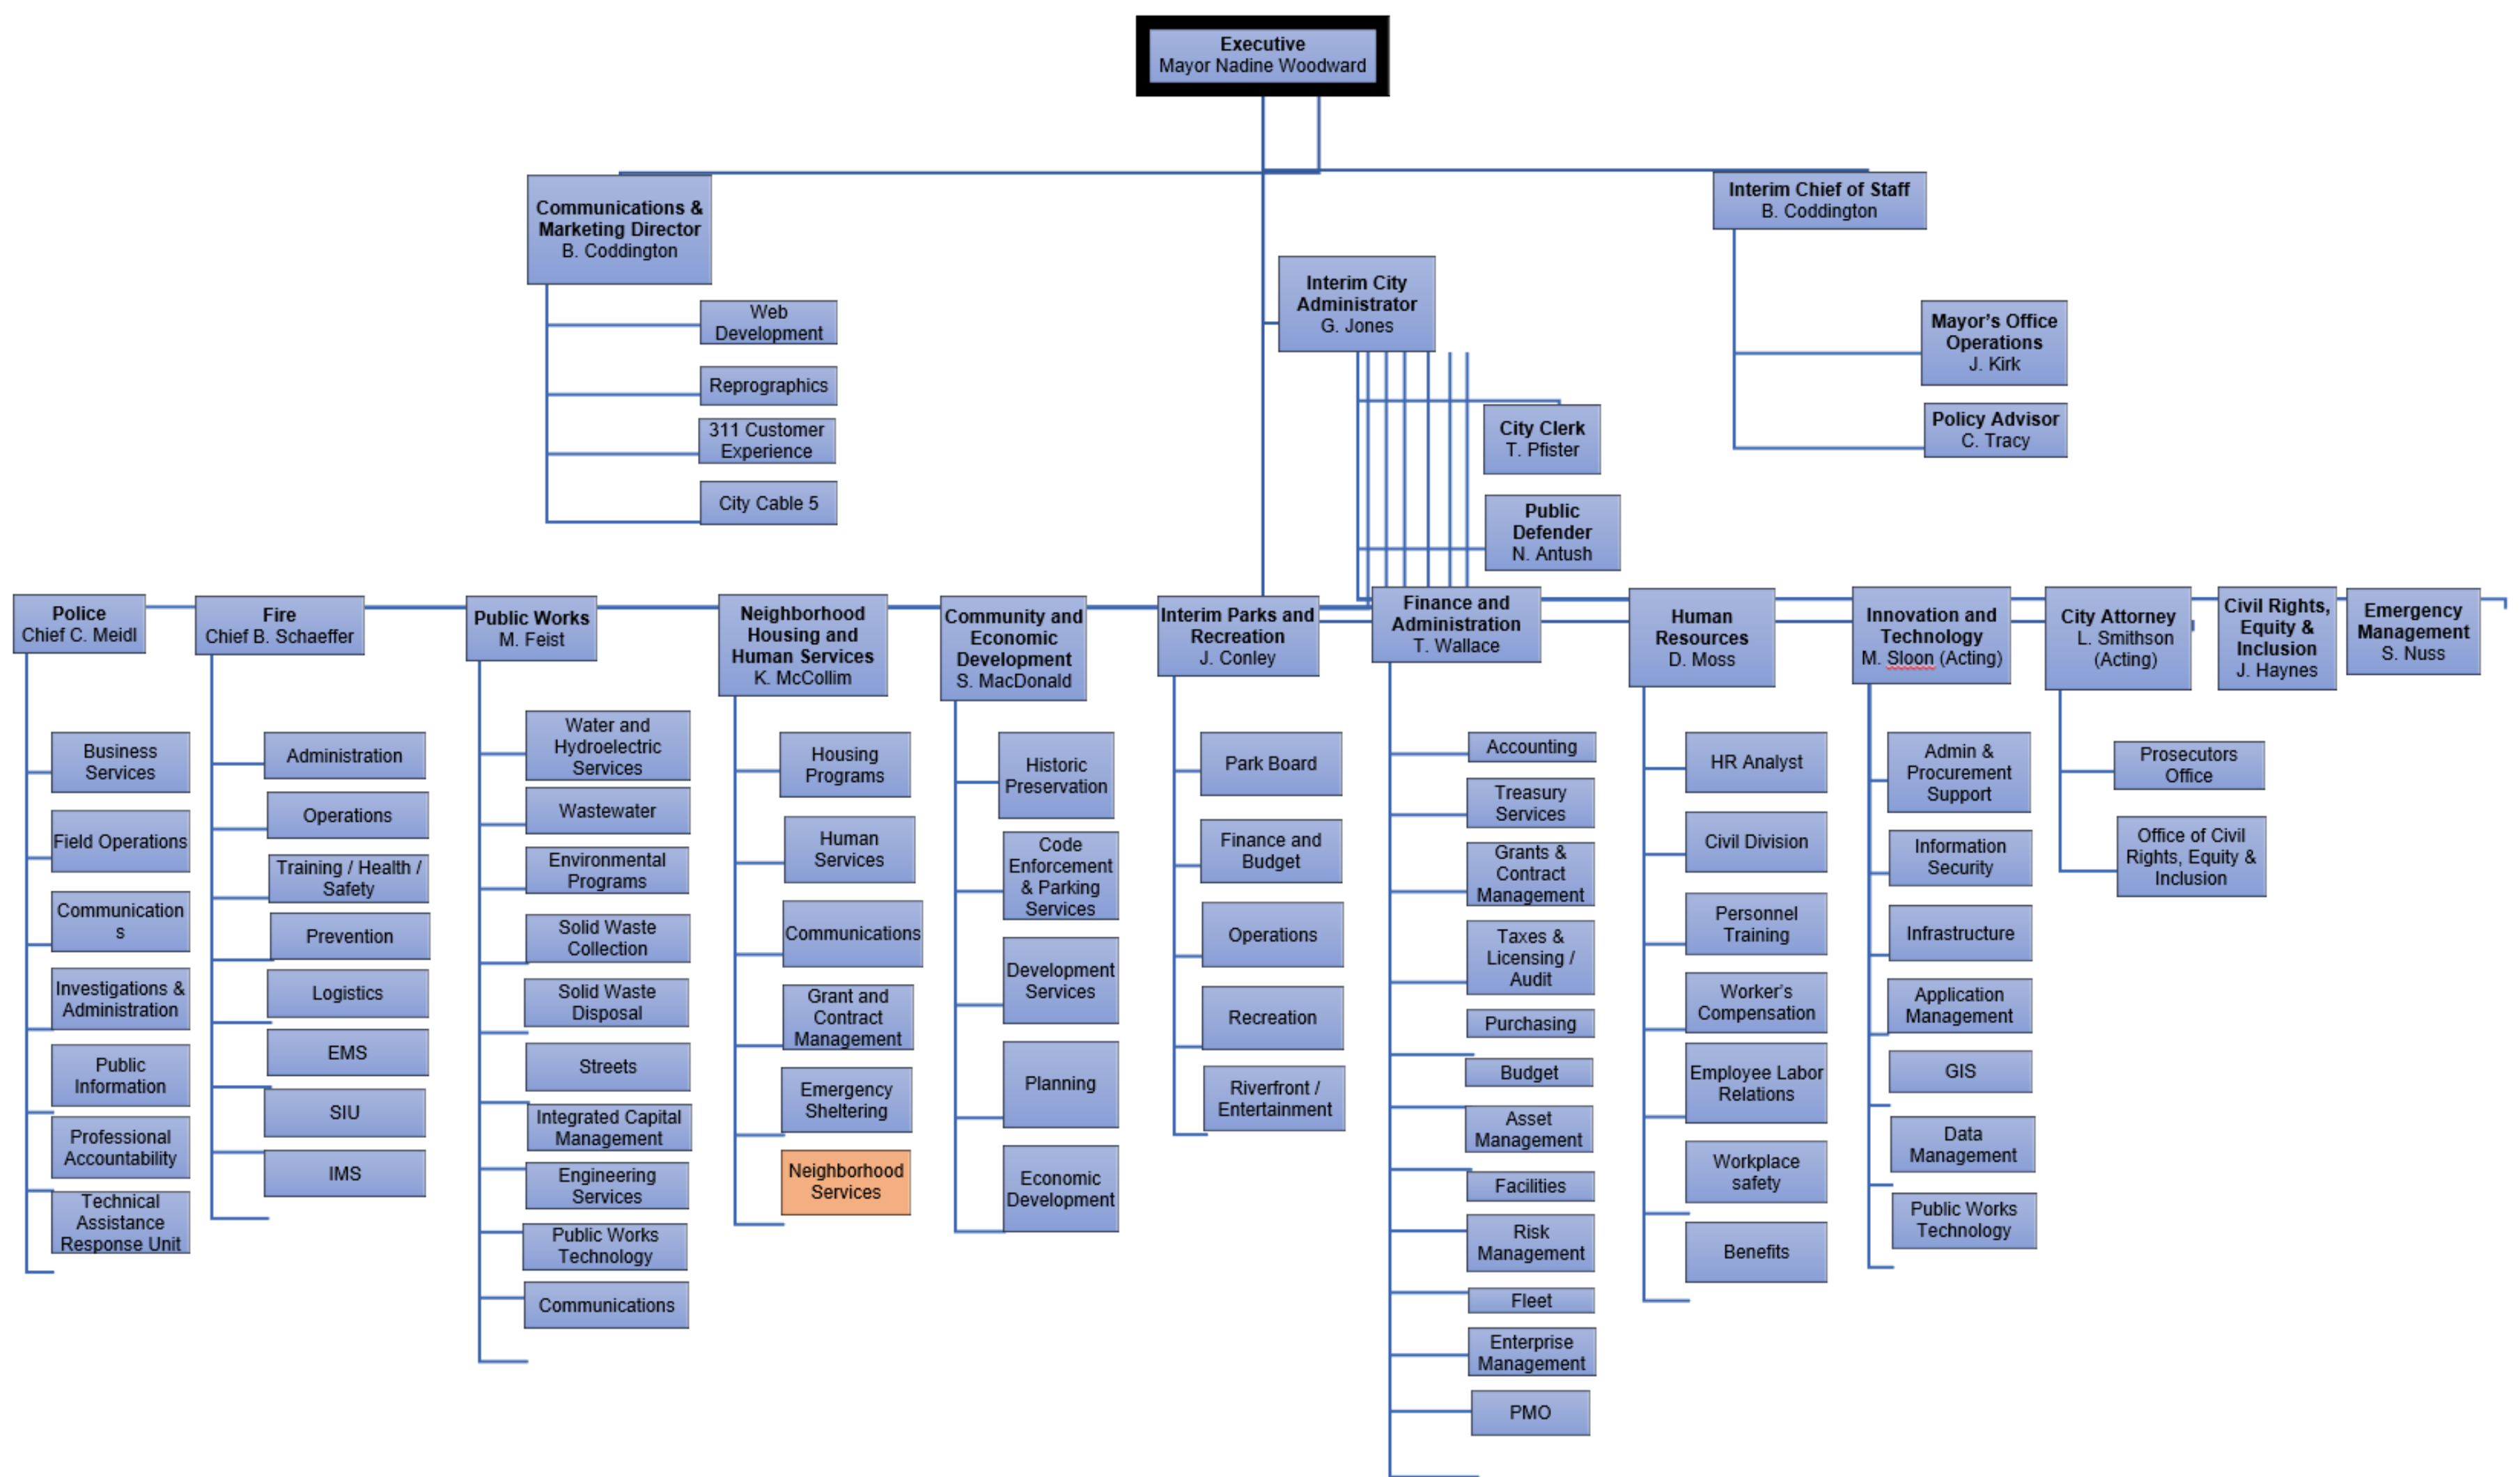 Executive
Mayor Nadine Woodward
Communications &
Marketing Director
B. Coddington
Web
Development
Reprographics
311 Customer
Experience
City Cable 5
Interim City
Administrator
G. Jones
City Clerk
T. Pfister
Public
Defender
N. Antush
Interim Chief of Staff
B. Coddington
Mayor's Office
Operations
J. Kirk
Policy Advisor
C. Tracy
Police
Chief C. Meidl
Business
Services
Field Operations
Communication
s
Investigations &
Administration
Public
Information
Professional
Accountability
Technical
Assistance
Response Unit
Fire
Chief B. Schaeffer
Administration
Operations
Training / Health /
Safety
Prevention
Logistics
EMS
SIU
IMS
Public Works
M. Feist
Water and
Hydroelectric
Services
Wastewater
Environmental
Programs
Solid Waste
Collection
Solid Waste
Disposal
Streets
Integrated Capital
Management
Engineering
Services
Public Works
Technology
Communications
Neighborhood
Housing and
Human Services
K. McCollim
Housing
Programs
Human
Services
Communications
Grant and
Contract
Management
Emergency
Sheltering
Neighborhood
Services
Community and
Economic
Development
S. MacDonald
Historic
Preservation
Code
Enforcement
& Parking
Services
Development
Services
Planning
Economic
Development
Interim Parks and
Recreation
J. Conley
Park Board
Finance and
Budget
Operations
Recreation
Riverfront /
Entertainment
Finance and
Administration
T. Wallace
Accounting
Treasury
Services
Grants &
Contract
Management
Taxes &
Licensing /
Audit
Purchasing
Budget
Asset
Management
Facilities
Risk
Management
Fleet
Enterprise
Management
PMO
Human
Resources
D. Moss
HR Analyst
Civil Division
Personnel
Training
Worker's
Compensation
Employee Labor
Relations
Workplace
safety
Benefits
Innovation and
Technology
M. Sloon (Acting)
Admin &
Procurement
Support
Information
Security
Infrastructure
Application
Management
GIS
Data
Management
Public Works
Technology
City Attorney
L. Smithson
(Acting)
Prosecutors
Office
Office of Civil
Rights, Equity &
Inclusion
Civil Rights,
Equity &
Inclusion
J. Haynes
Emergency
Management
S. Nuss